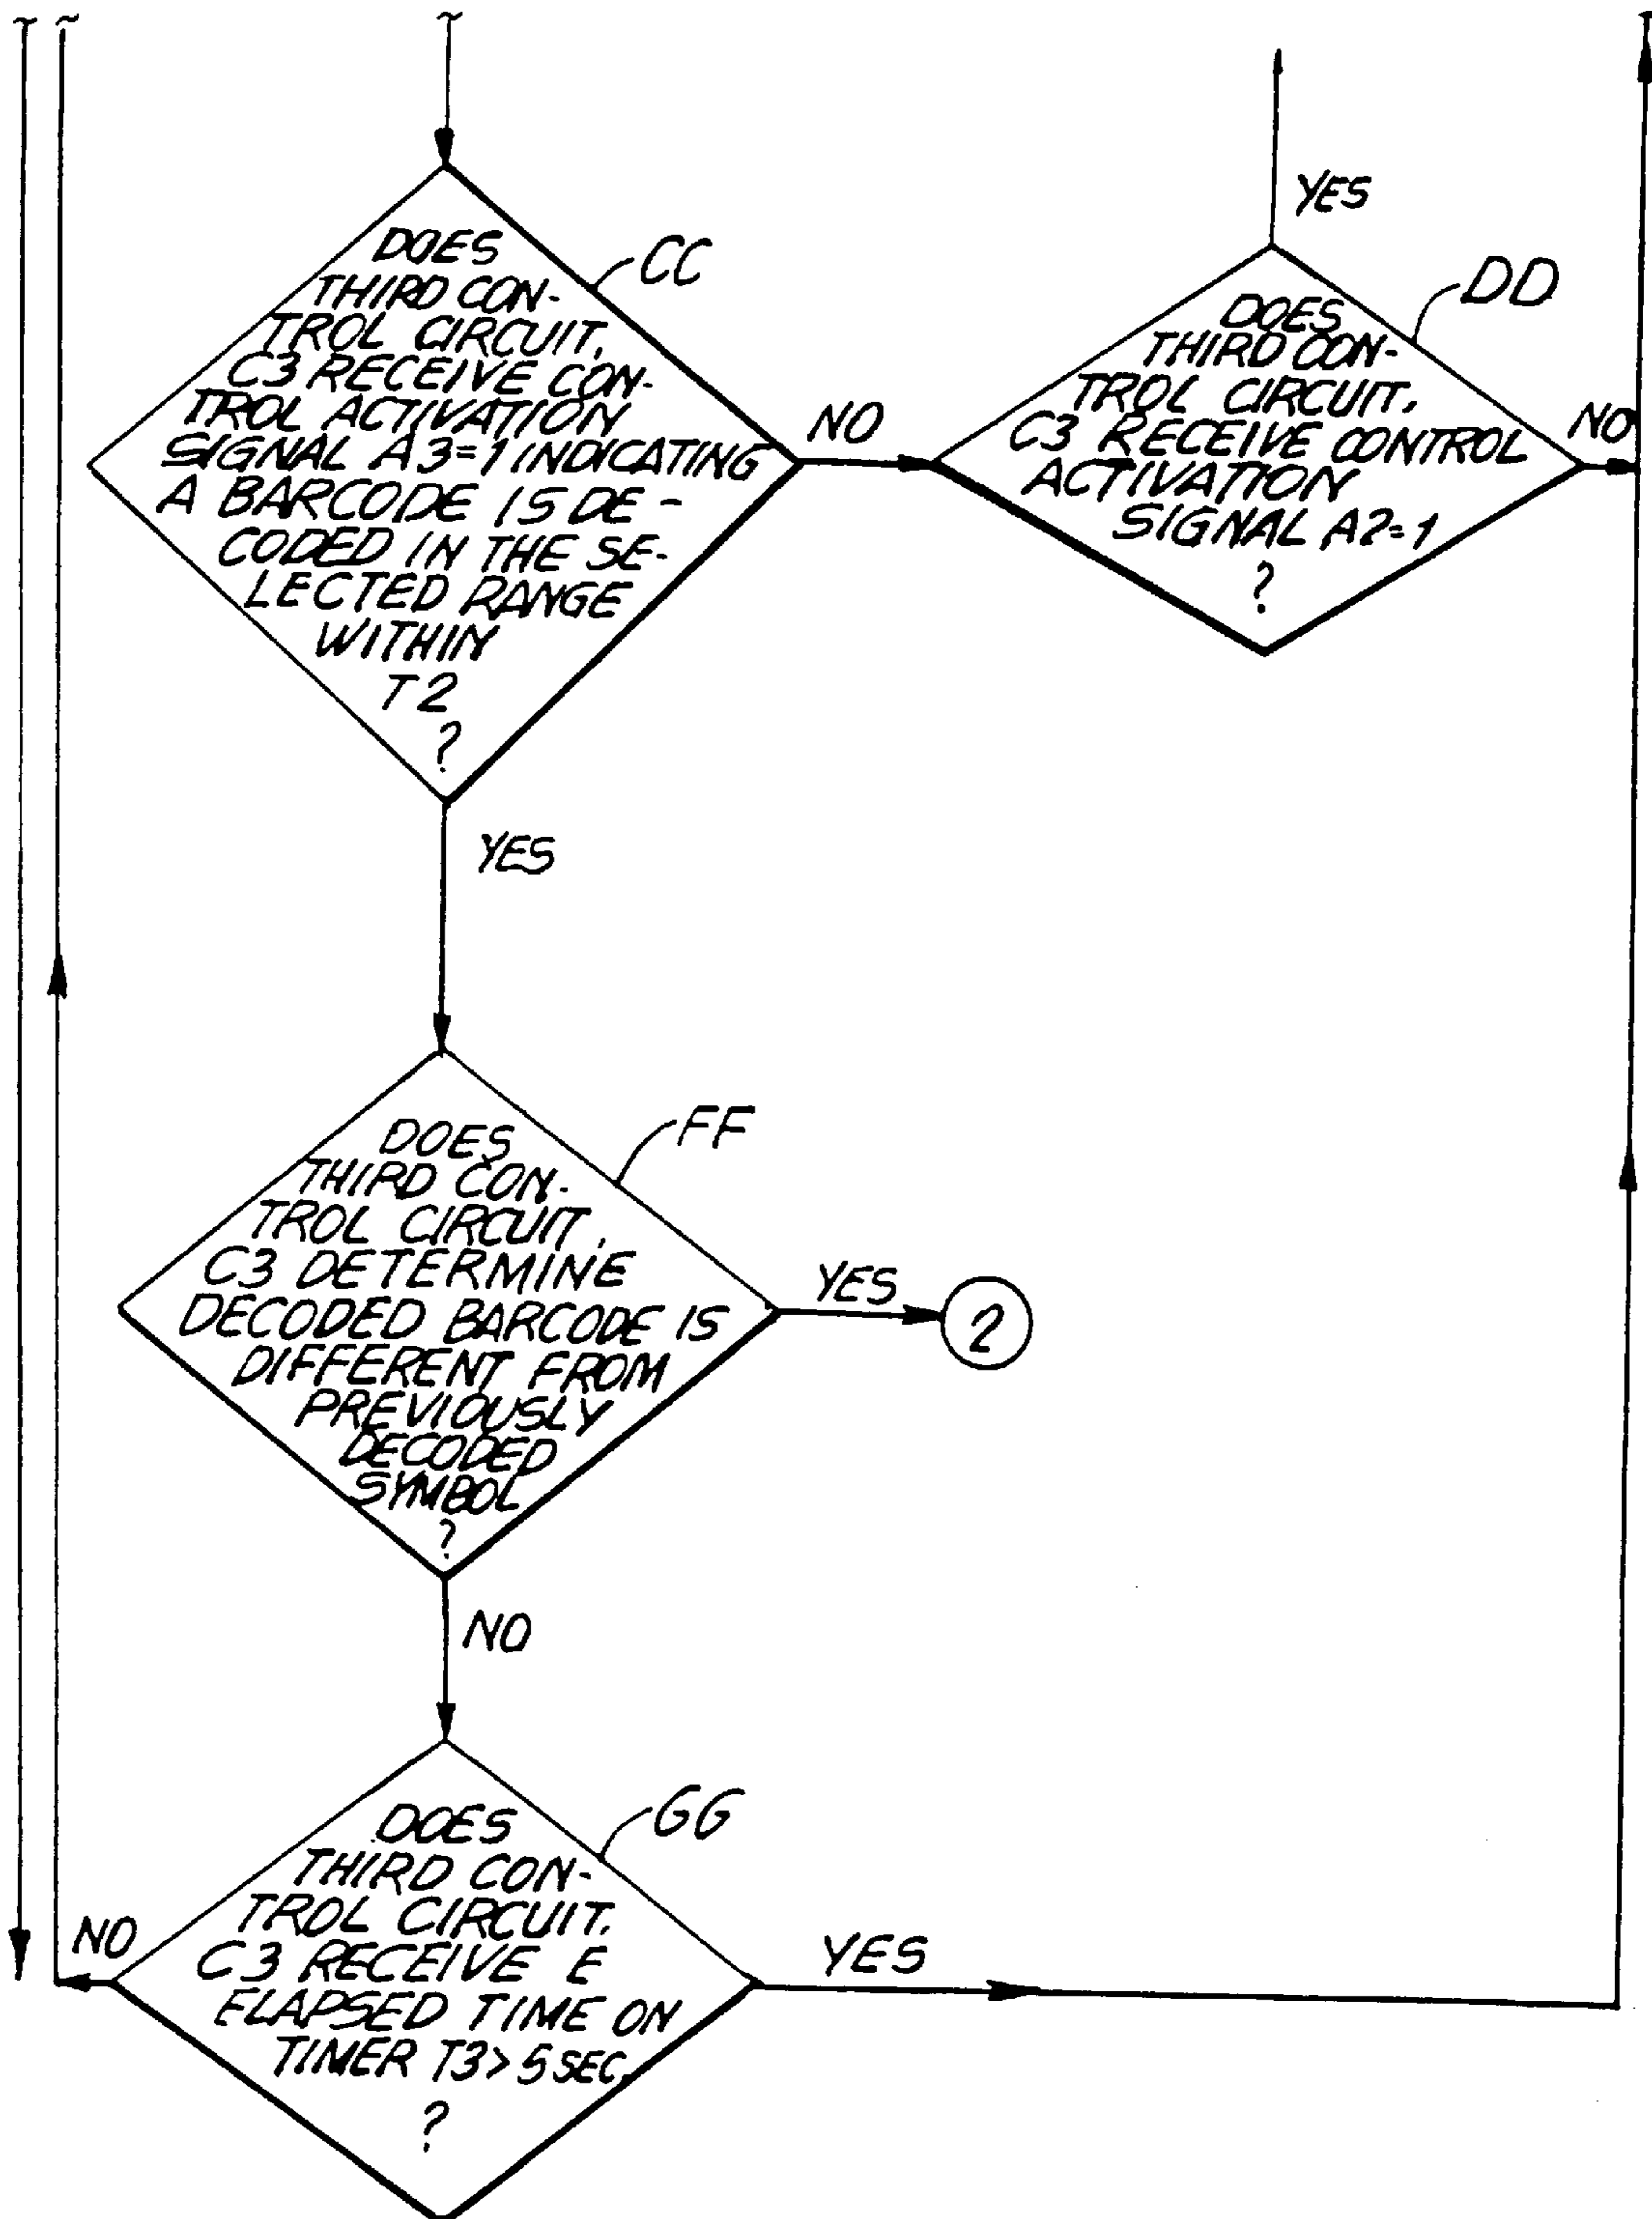 DOES
THIRD CON-
TROL CIRCUIT,
C3 RECEIVE CON-
TROL ACTIVATION
SIGNAL A3=1 INDICATING
A BARCODE IS DE-
CODED IN THE SE-
LECTED RANGE
WITHIN
T2
?
CC
NO
YES
DOES
THIRD CON-
TROL CIRCUIT.
C3 RECEIVE CONTROL
ACTIVATION
SIGNAL A2=1
?
DD
YES
NO
DOES
THIRD CON-
TROL CIRCUIT,
C3 DETERMINE
DECODED BARCODE IS
DIFFERENT FROM
PREVIOUSLY
DECODED
SYMBOL
?
FF
YES
2
NO
DOES
THIRD CON-
TROL CIRCUIT.
C3 RECEIVE E
ELAPSED TIME ON
TIMER T3>5 SEC.
?
GG
NO
YES